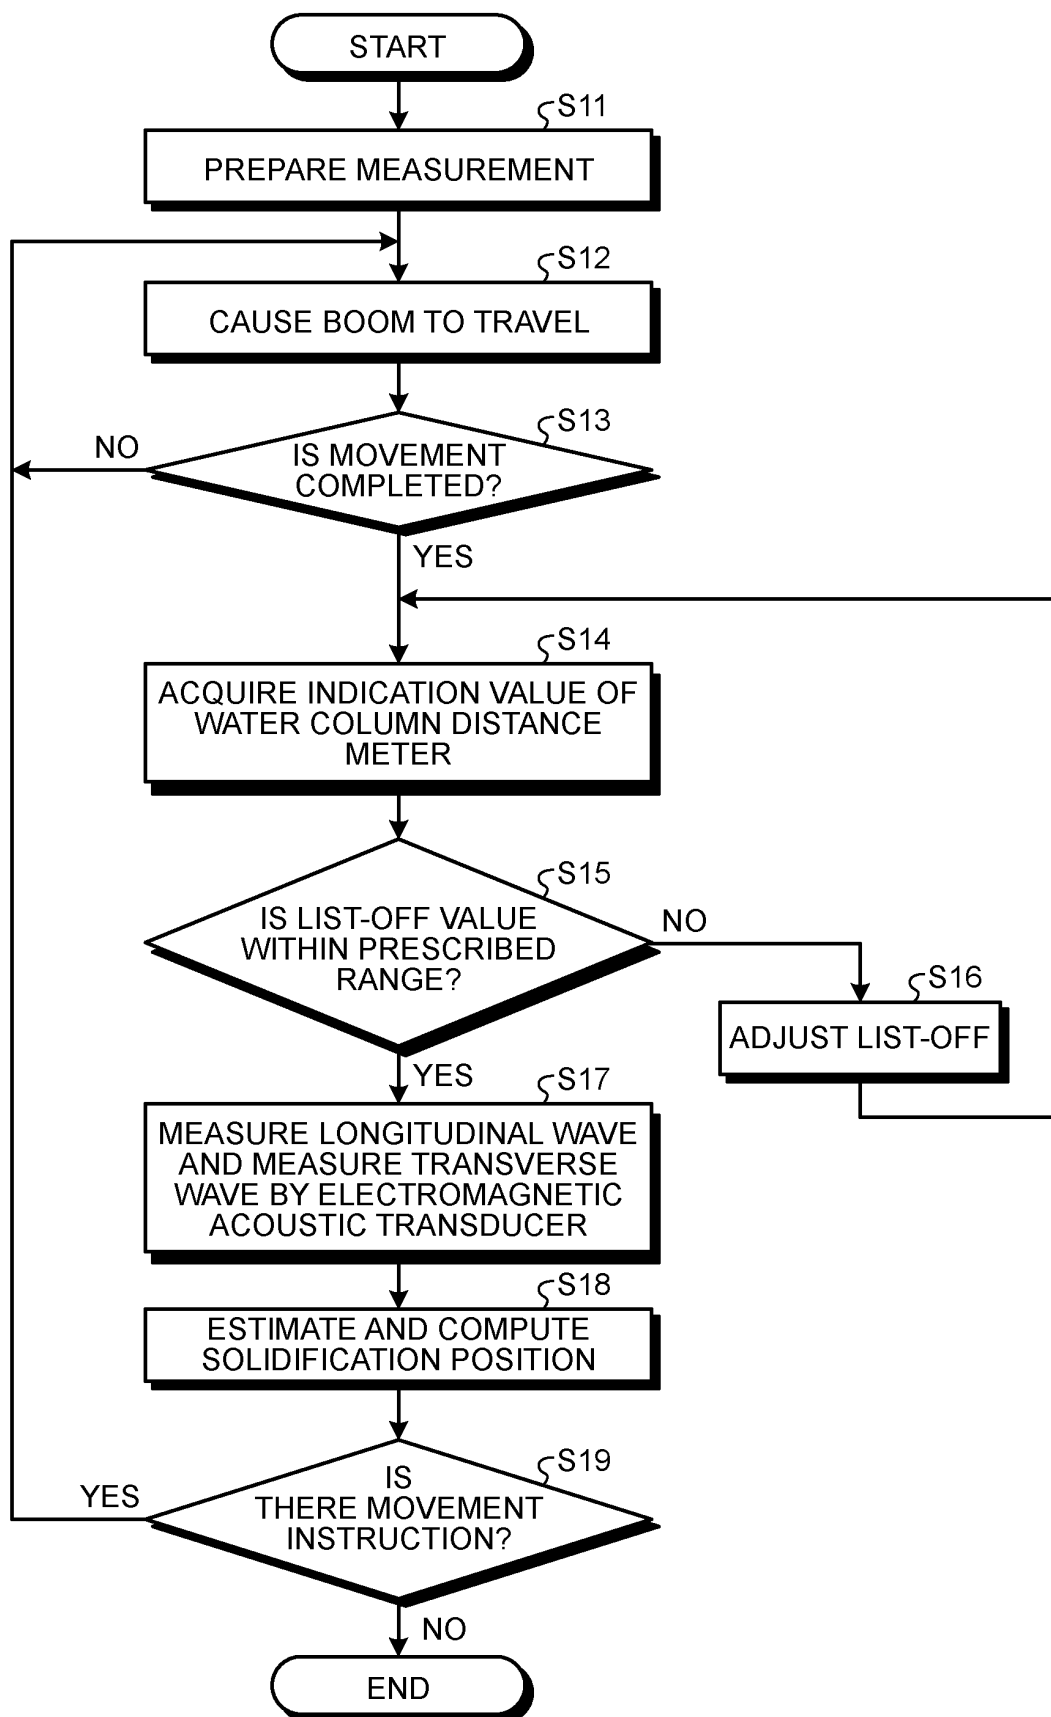 START
S11
PREPARE MEASUREMENT
S12
CAUSE BOOM TO TRAVEL
S13
NO
IS MOVEMENT
COMPLETED?
YES
S14
ACQUIRE INDICATION VALUE OF
WATER COLUMN DISTANCE
METER
S15
IS LIST-OFF VALUE
WITHIN PRESCRIBED
RANGE?
NO
S16
ADJUST LIST-OFF
YES
S17
MEASURE LONGITUDINAL WAVE
AND MEASURE TRANSVERSE
WAVE BY ELECTROMAGNETIC
ACOUSTIC TRANSDUCER
S18
ESTIMATE AND COMPUTE
SOLIDIFICATION POSITION
S19
YES
IS
THERE MOVEMENT
INSTRUCTION?
NO
END